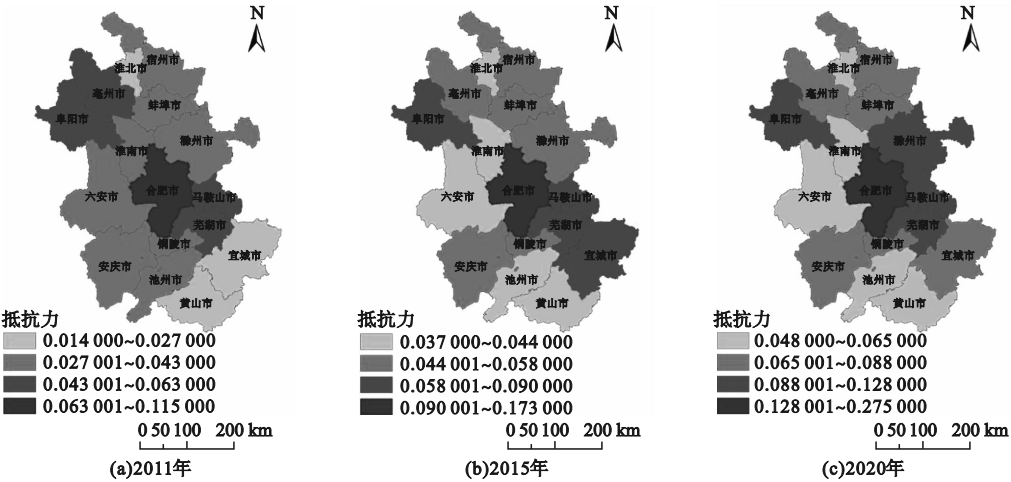 N
宿州市
淮北市
亳州市
蚌埠市
阜阳市
滁州市
淮南市
六安市
合肥市
马鞍山市
芜湖市
铜陵市
宣城市
安庆市
池州市
黄山市
抵抗力
0.014 000~0.027 000
0.027 001~0.043 000
0.043 001~0.063 000
0.063 001~0.115 000
0 50 100 200 km
(a)2011年
N
宿州市
淮北市
亳州市
蚌埠市
阜阳市
滁州市
淮南市
六安市
合肥市
马鞍山市
芜湖市
铜陵市
宣城市
安庆市
池州市
黄山市
抵抗力
0.037 000~0.044 000
0.044 001~0.058 000
0.058 001~0.090 000
0.090 001~0.173 000
0 50 100 200 km
(b)2015年
N
宿州市
淮北市
亳州市
蚌埠市
阜阳市
滁州市
淮南市
六安市
合肥市
马鞍山市
芜湖市
铜陵市
宣城市
安庆市
池州市
黄山市
抵抗力
0.048 000~0.065 000
0.065 001~0.088 000
0.088 001~0.128 000
0.128 001~0.275 000
0 50 100 200 km
(c)2020年